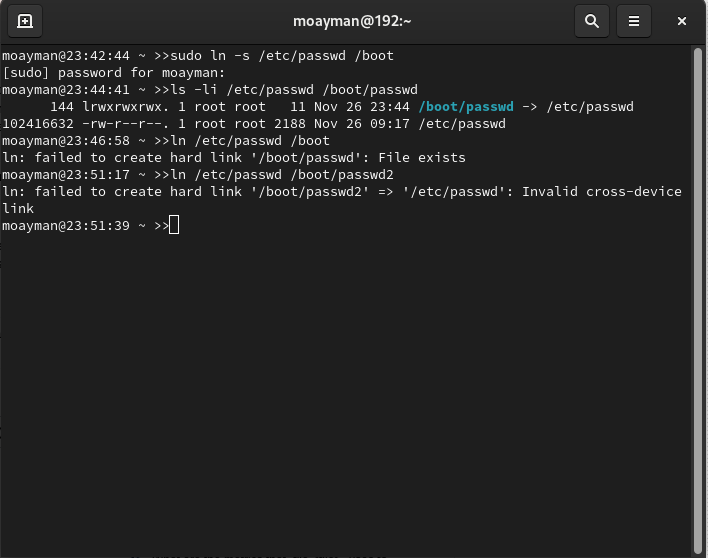 moayman@192:~
moayman@23:42:44 ~ >>sudo ln -s /etc/passwd /boot
[sudo] password for moayman:
moayman@23:44:41 ~ >>ls -li /etc/passwd /boot/passwd
      144 lrwxrwxrwx. 1 root root   11 Nov 26 23:44 /boot/passwd -> /etc/passwd
102416632 -rw-r--r--. 1 root root 2188 Nov 26 09:17 /etc/passwd
moayman@23:46:58 ~ >>ln /etc/passwd /boot
ln: failed to create hard link '/boot/passwd': File exists
moayman@23:51:17 ~ >>ln /etc/passwd /boot/passwd2
ln: failed to create hard link '/boot/passwd2' => '/etc/passwd': Invalid cross-device
link
moayman@23:51:39 ~ >>